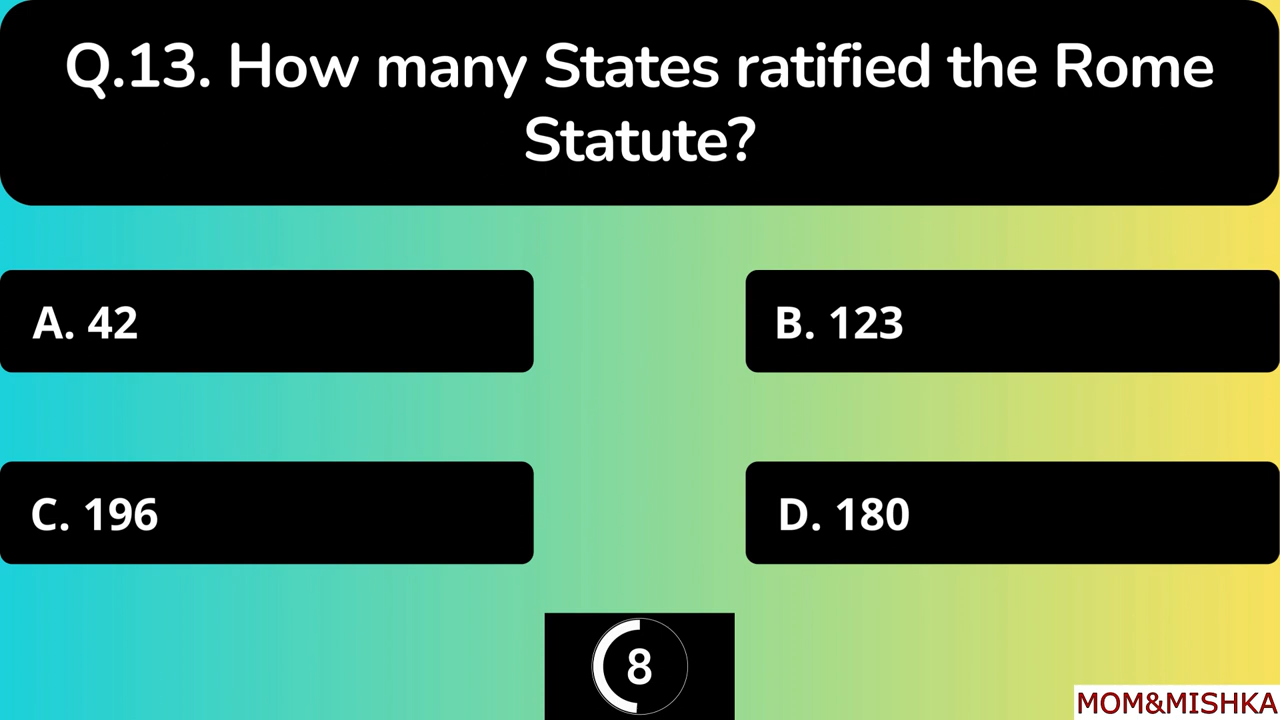 Q.13. How many States ratified the Rome
Statute?
A. 42
B. 123
C. 196
D. 180
8
MOM&MISHKA